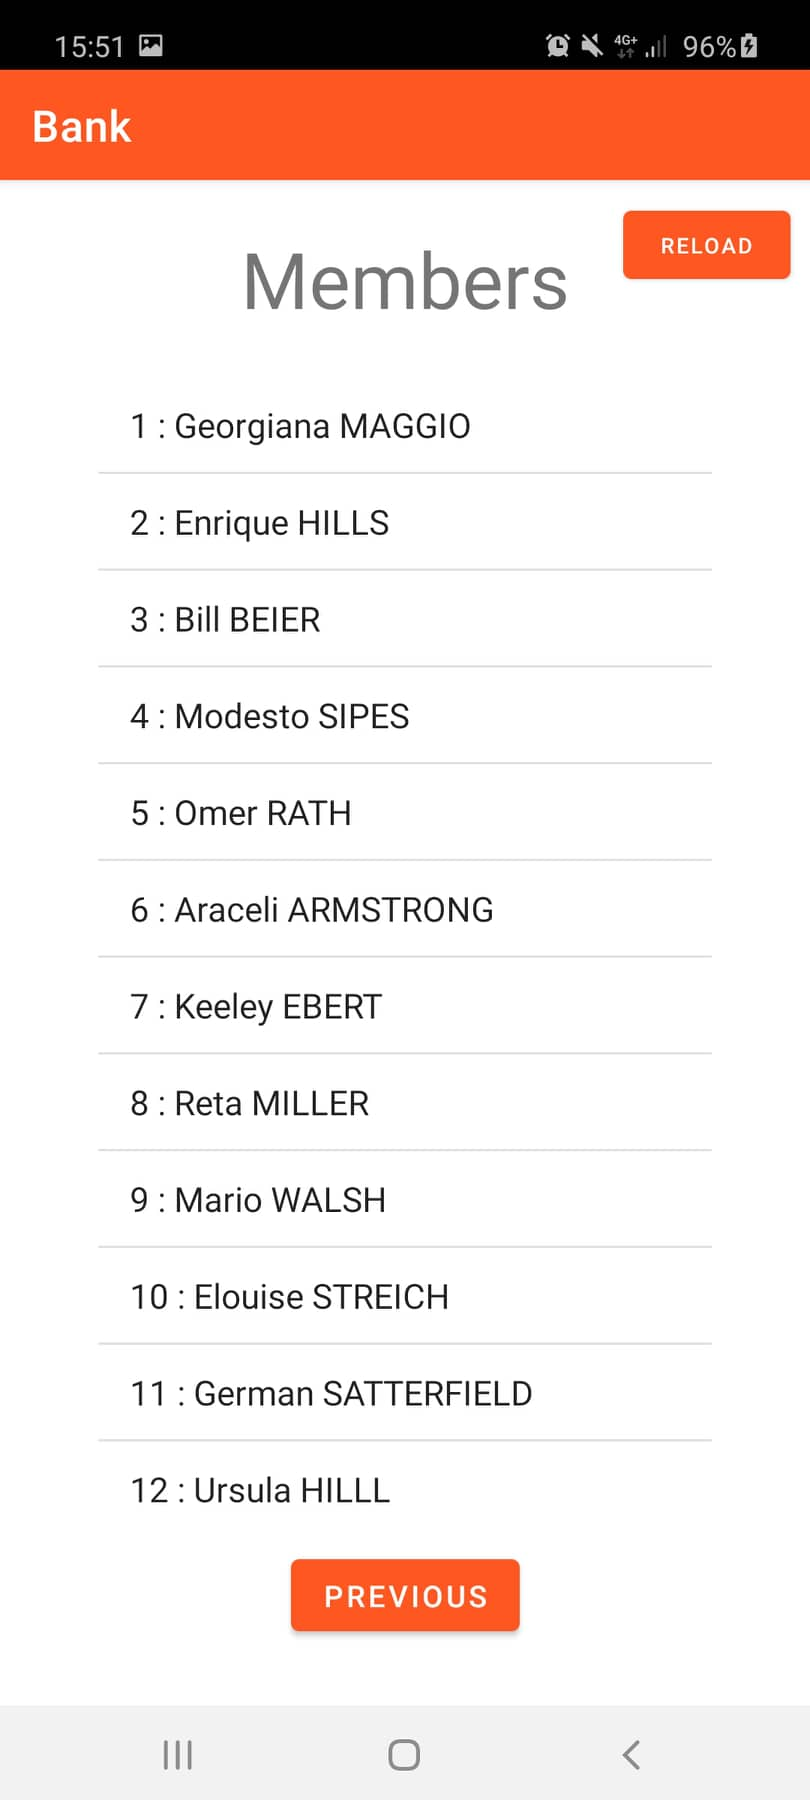 15:51 4G+ 96%
Bank
RELOAD
Members
1 : Georgiana MAGGIO
2 : Enrique HILLS
3 : Bill BEIER
4 : Modesto SIPES
5 : Omer RATH
6 : Araceli ARMSTRONG
7 : Keeley EBERT
8 : Reta MILLER
9 : Mario WALSH
10 : Elouise STREICH
11 : German SATTERFIELD
12 : Ursula HILLL
PREVIOUS